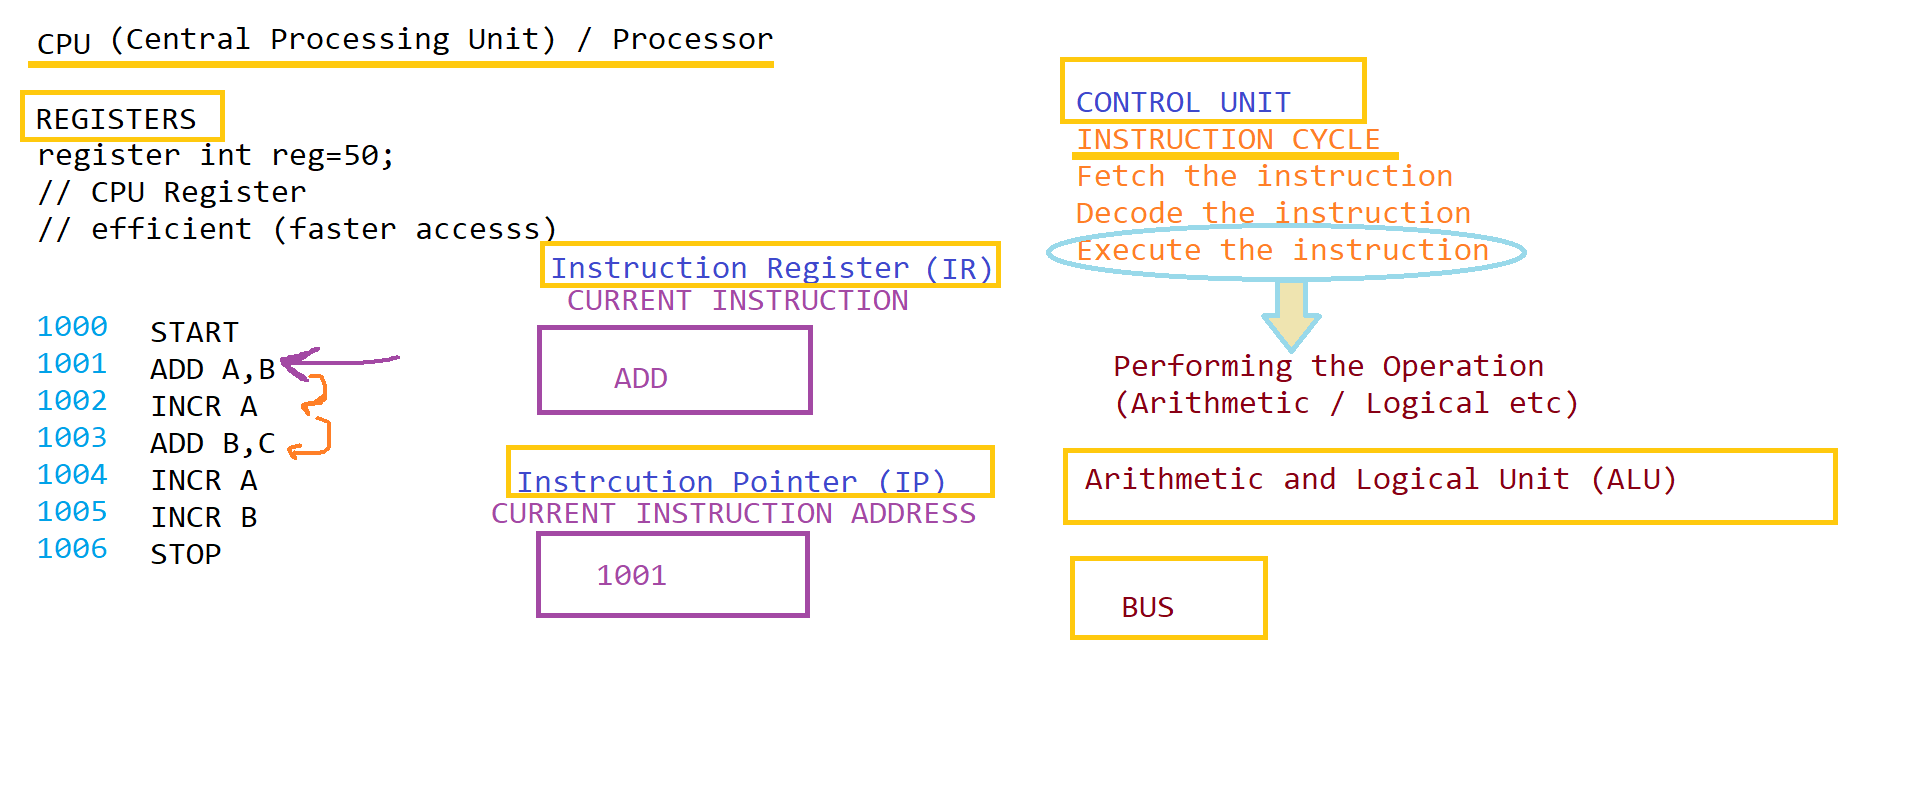 CPU (Central Processing Unit) / Processor
REGISTERS
register int reg=50;
// CPU Register
// efficient (faster accesss)
1000 START
1001 ADD A,B
1002 INCR A
1003 ADD B,C
1004 INCR A
1005 INCR B
1006 STOP
Instruction Register (IR)
CURRENT INSTRUCTION
ADD
Instrcution Pointer (IP)
CURRENT INSTRUCTION ADDRESS
1001
CONTROL UNIT
INSTRUCTION CYCLE
Fetch the instruction
Decode the instruction
Execute the instruction
Performing the Operation
(Arithmetic / Logical etc)
Arithmetic and Logical Unit (ALU)
BUS